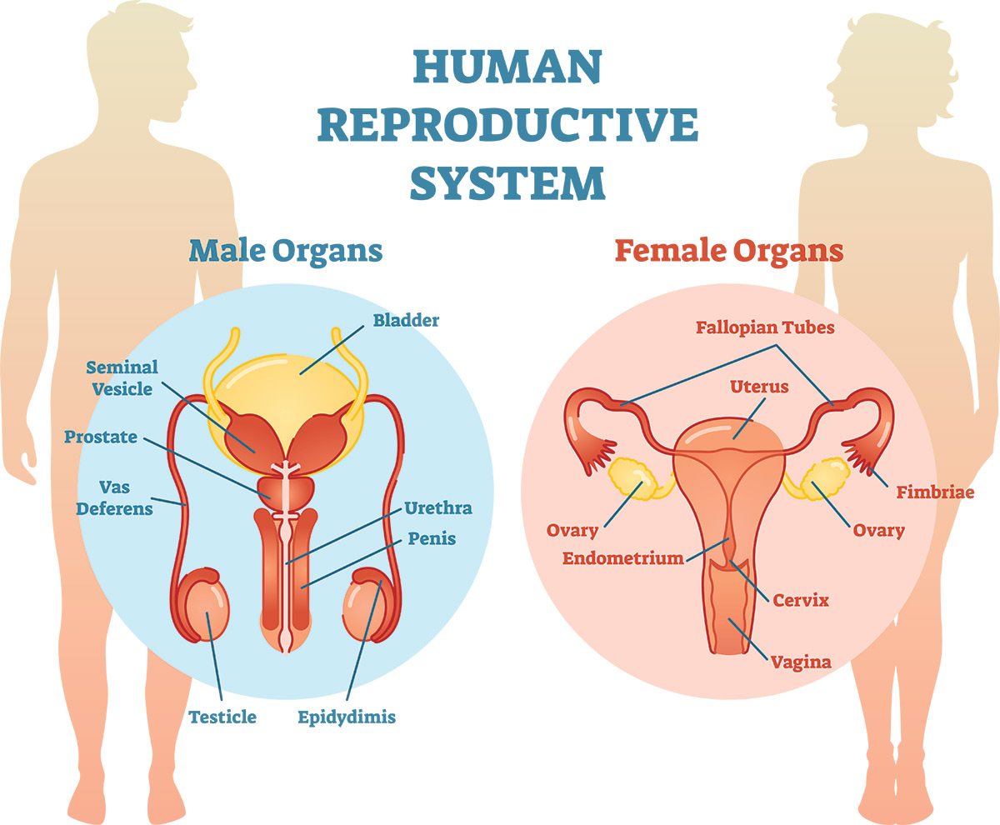 HUMAN
REPRODUCTIVE
SYSTEM
Male Organs
Bladder
Seminal
Vesicle
Prostate
Vas
Deferens
Urethra
Penis
Testicle
Epidydimis
Female Organs
Fallopian Tubes
Uterus
Fimbriae
Ovary
Ovary
Endometrium
Cervix
Vagina